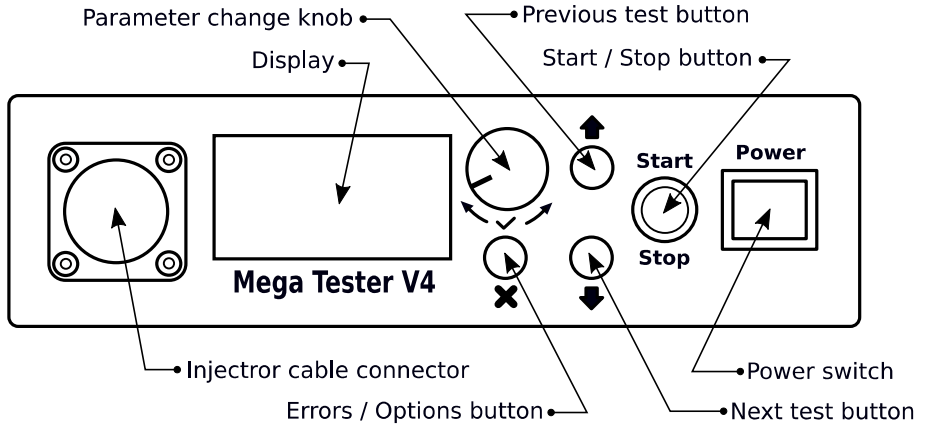 Parameter change knob
Previous test button
Display
Start / Stop button
Start
Power
Stop
Mega Tester V4
Injectror cable connector
Power switch
Errors / Options button
Next test button